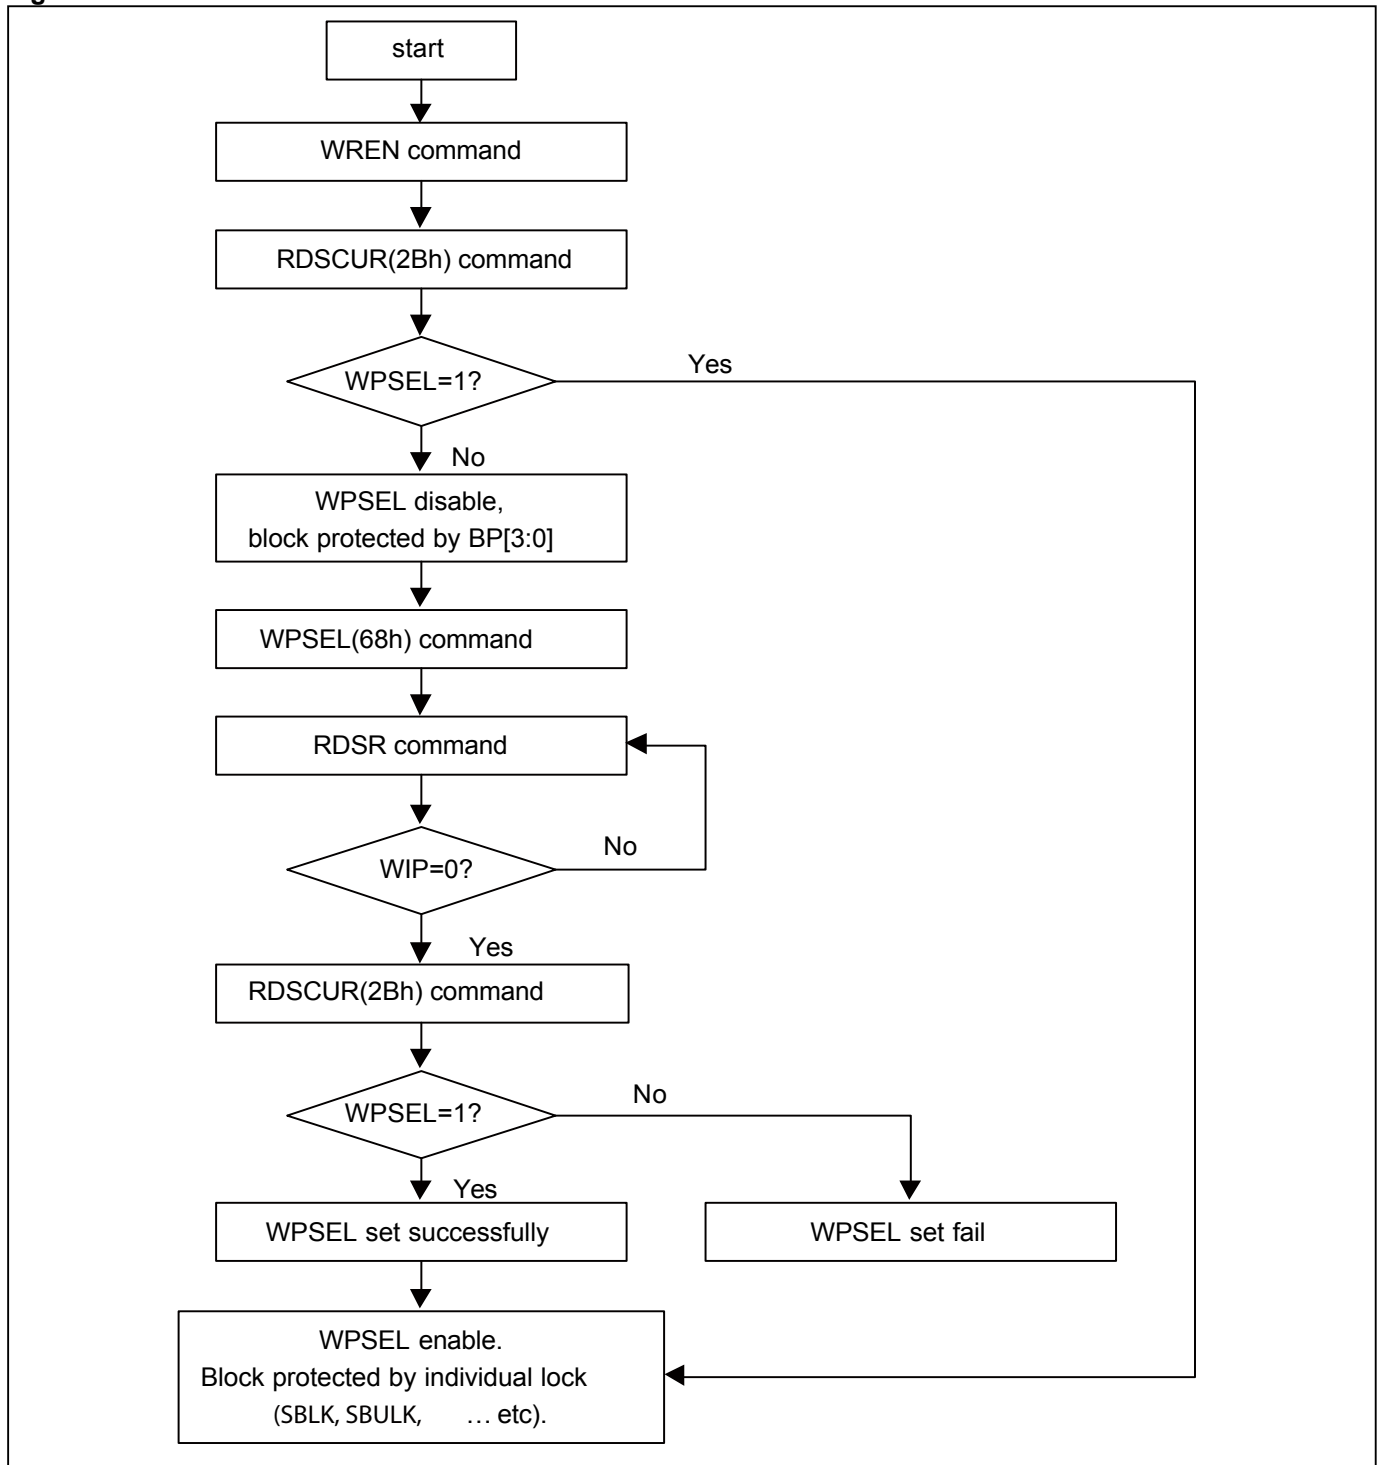 start
WREN command
RDSCUR(2Bh) command
WPSEL=1?
Yes
No
WPSEL disable,
block protected by BP[3:0]
WPSEL(68h) command
RDSR command
WIP=0?
No
Yes
RDSCUR(2Bh) command
WPSEL=1?
No
Yes
WPSEL set successfully
WPSEL set fail
WPSEL enable.
Block protected by individual lock
(SBLK, SBULK, … etc).